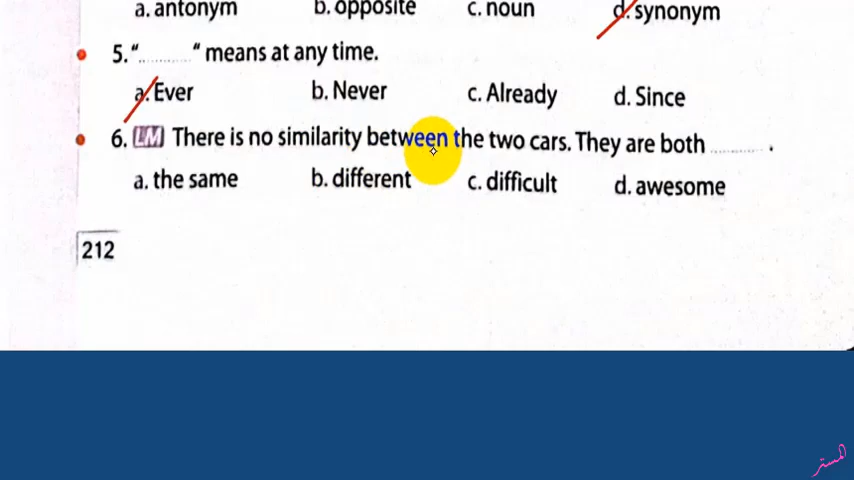 a. antonym b. opposite c. noun d. synonym
5. “............ “ means at any time.
a. Ever b. Never c. Already d. Since
6. LM There is no similarity between the two cars. They are both ............ .
a. the same b. different c. difficult d. awesome
212
المستر